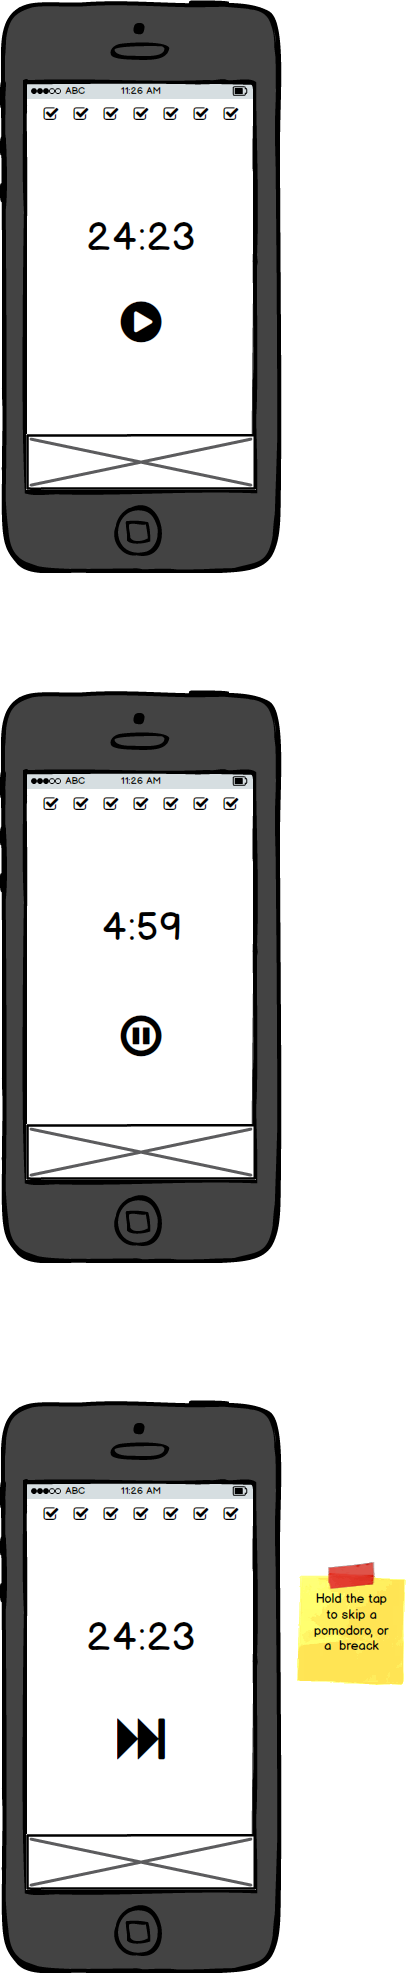 ABC 11:26 AM
24:23
ABC 11:26 AM
4:59
ABC 11:26 AM
24:23
Hold the tap
to skip a
pomodoro, or
a breack